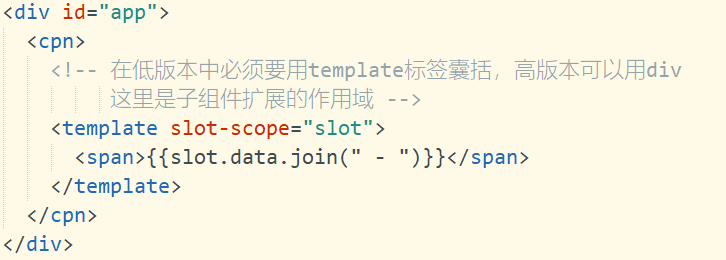 <div id="app">
<cpn>
<!-- 在低版本中必须要用template标签囊括，高版本可以用div
这里是子组件扩展的作用域 -->
<template slot-scope="slot">
<span>{{slot.data.join(" - ")}}</span>
</template>
</cpn>
</div>